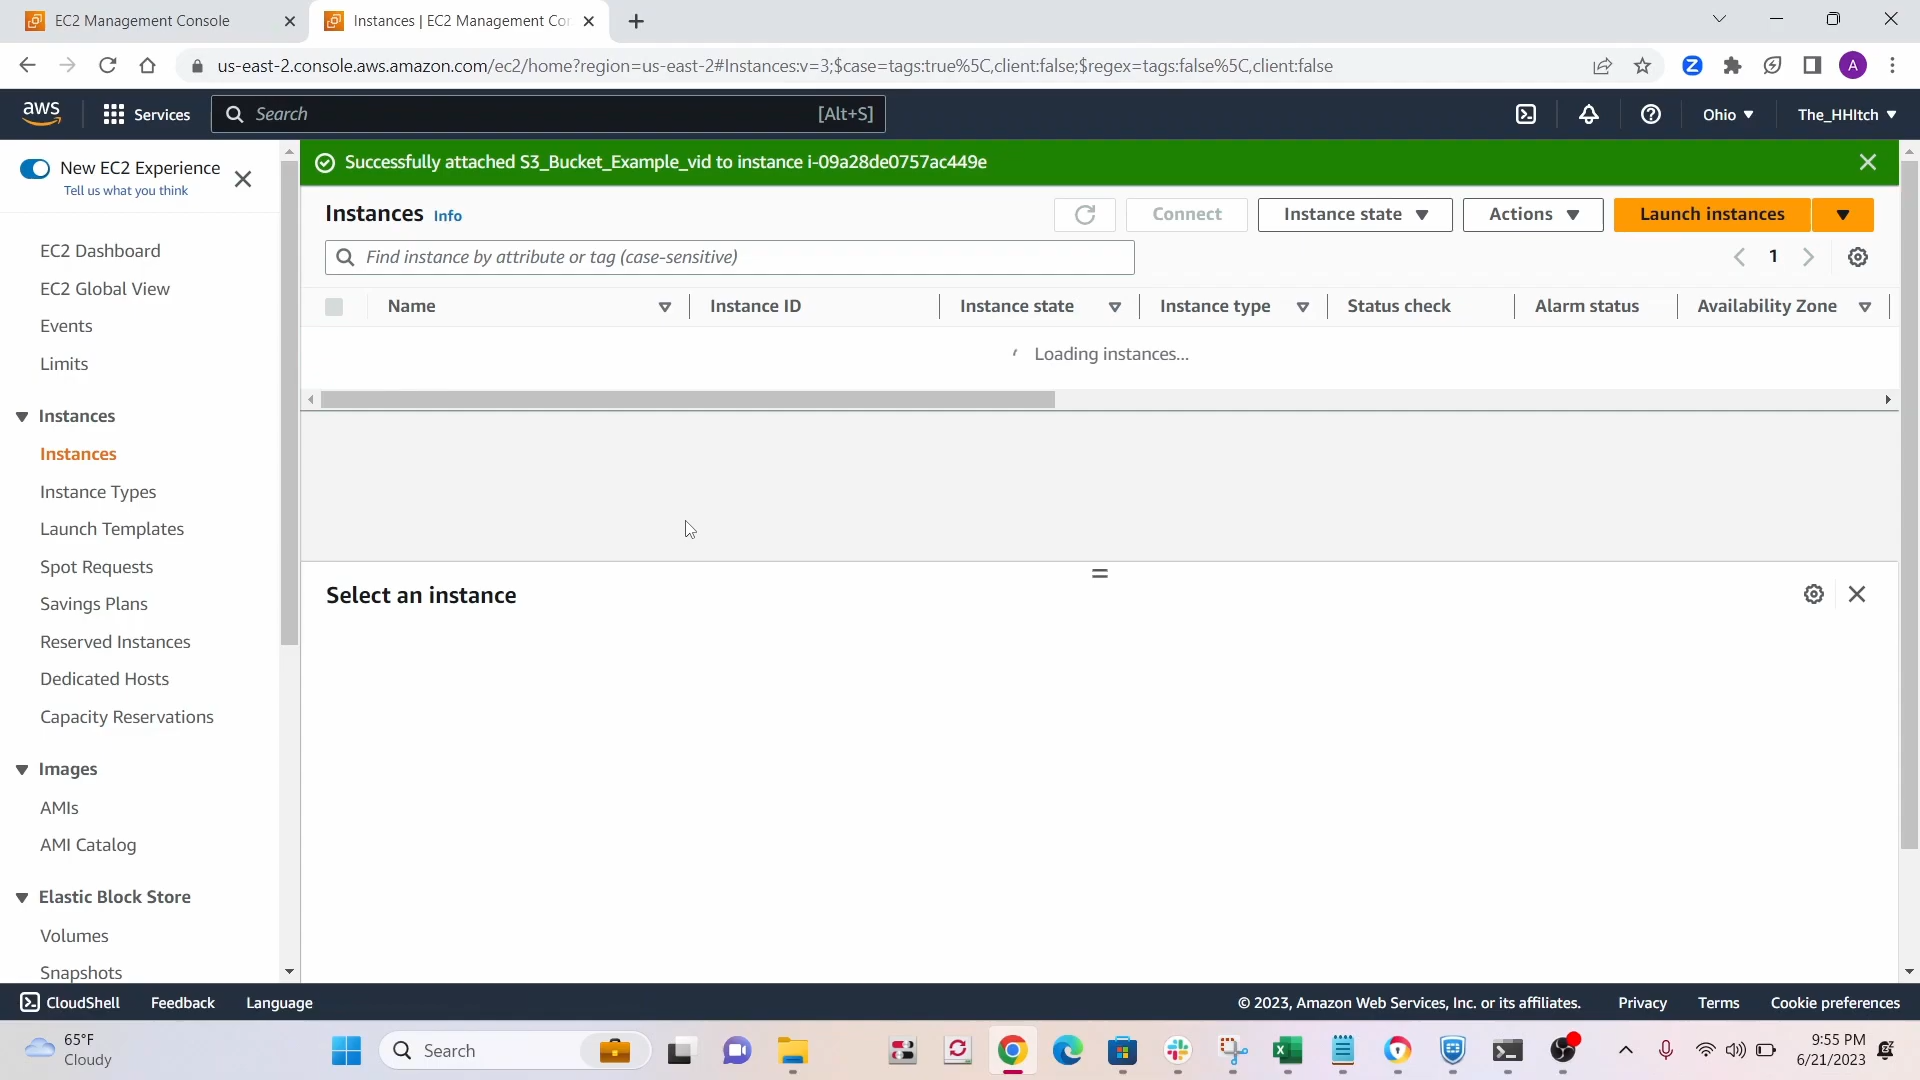 EC2 Management Console
Instances | EC2 Management Con
us-east-2.console.aws.amazon.com/ec2/home?region=us-east-2#Instances:v=3;$case=tags:true%5C,client:false;$regex=tags:false%5C,client:false
Z
A
aws
Services
Search
[Alt+S]
Ohio
The_HHItch
New EC2 Experience
Tell us what you think
Successfully attached S3_Bucket_Example_vid to instance i-09a28de0757ac449e
Instances Info
Connect
Instance state
Actions
Launch instances
Find instance by attribute or tag (case-sensitive)
1
Name
Instance ID
Instance state
Instance type
Status check
Alarm status
Availability Zone
Loading instances...
Select an instance
EC2 Dashboard
EC2 Global View
Events
Limits
Instances
Instances
Instance Types
Launch Templates
Spot Requests
Savings Plans
Reserved Instances
Dedicated Hosts
Capacity Reservations
Images
AMIs
AMI Catalog
Elastic Block Store
Volumes
Snapshots
CloudShell
Feedback
Language
© 2023, Amazon Web Services, Inc. or its affiliates.
Privacy
Terms
Cookie preferences
65°F
Cloudy
Search
9:55 PM
6/21/2023